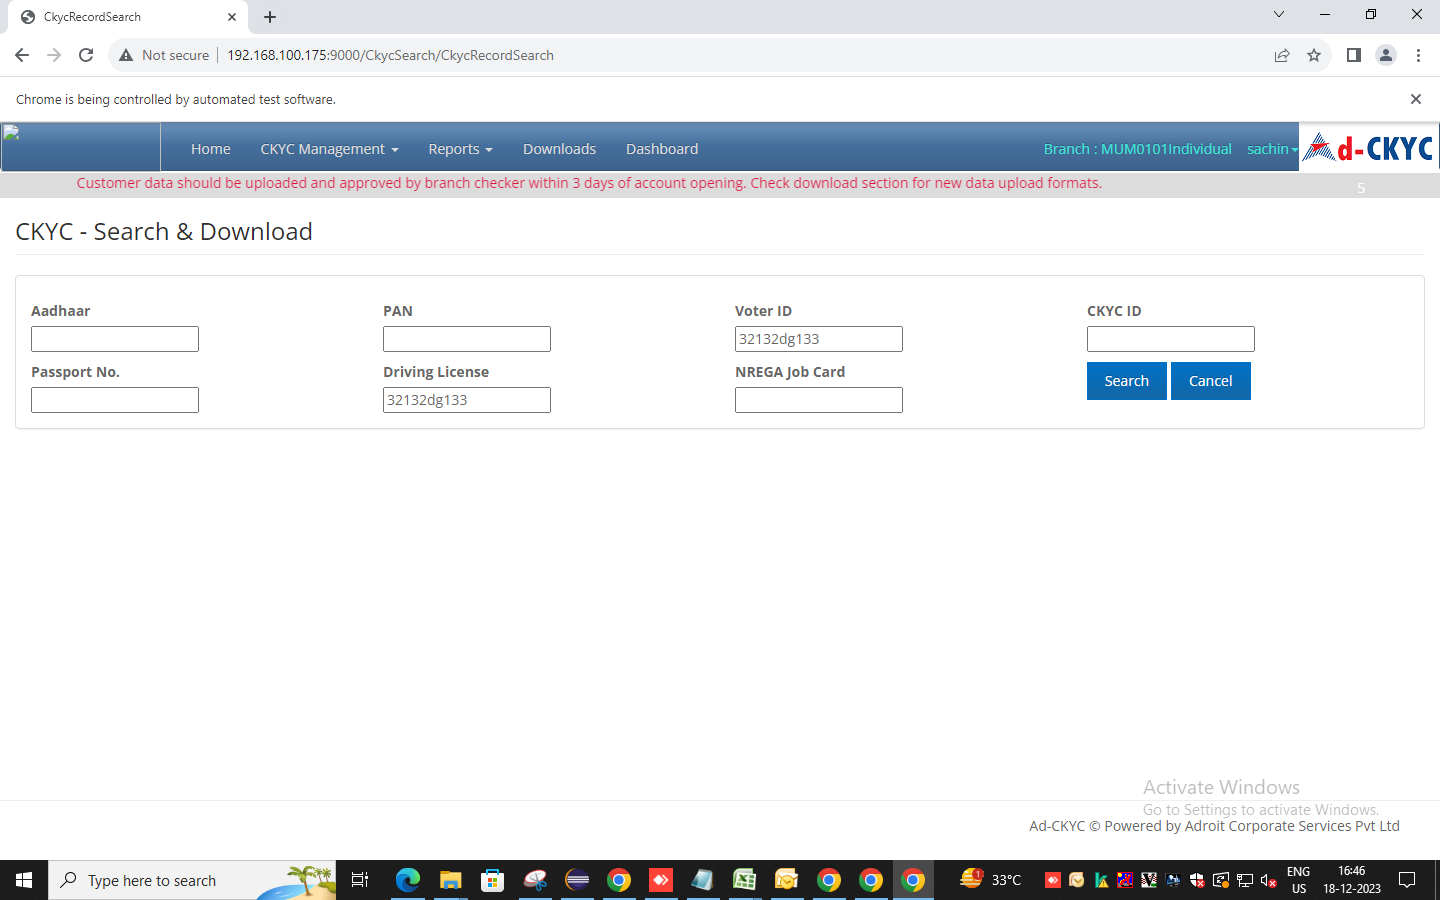 CkycRecordSearch
Not secure 192.168.100.175:9000/CkycSearch/CkycRecordSearch
Chrome is being controlled by automated test software.
Home CKYC Management Reports Downloads Dashboard Branch : MUM0101Individual sachin Ad-CKYC
Customer data should be uploaded and approved by branch checker within 3 days of account opening. Check download section for new data upload formats. 5
CKYC - Search & Download
Aadhaar PAN Voter ID CKYC ID
32132dg133
Passport No. Driving License NREGA Job Card Search Cancel
32132dg133
Activate Windows
Go to Settings to activate Windows.
Ad-CKYC © Powered by Adroit Corporate Services Pvt Ltd
Type here to search 1 33°C ENG 16:46
US 18-12-2023